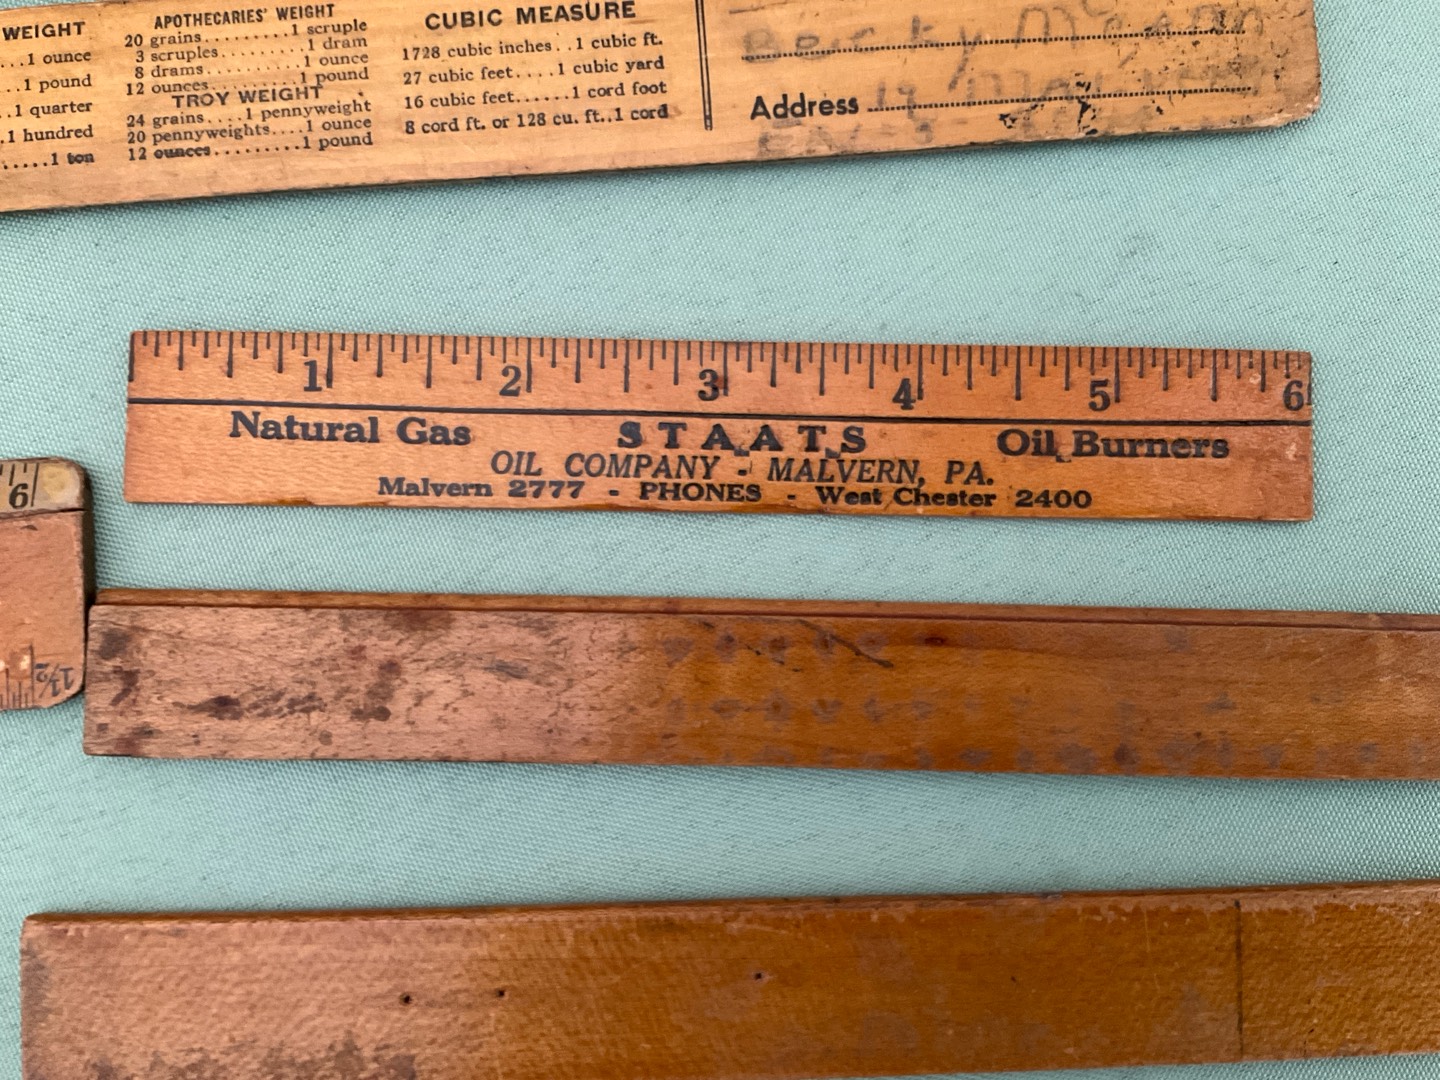 WEIGHT
...1 ounce
...1 pound
.1 quarter
.1 hundred
.....1 ton
APOTHECARIES' WEIGHT
20 grains.........1 scruple
3 scruples.........1 dram
8 drams...........1 ounce
12 ounces.........1 pound
TROY WEIGHT
24 grains....1 pennyweight
20 pennyweights....1 ounce
12 ounces.........1 pound
CUBIC MEASURE
1728 cubic inches..1 cubic ft.
27 cubic feet....1 cubic yard
16 cubic feet......1 cord foot
8 cord ft. or 128 cu. ft..1 cord
Address
1 2 3 4 5 6
Natural Gas STAATS Oil Burners
OIL COMPANY - MALVERN, PA.
Malvern 2777 - PHONES - West Chester 2400
6
1½